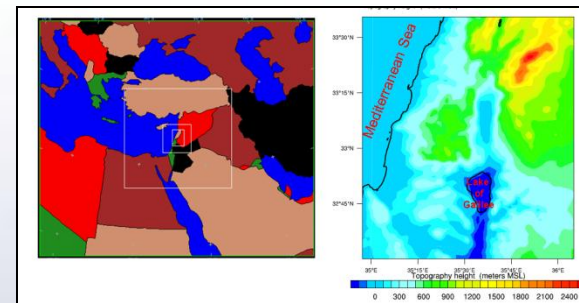 33°30'
33°15'
33°N
32°45'
Mediterranean Sea
Lake
of
Galilee
35°E
35°15'E
35°30'E
35°45'E
36°E
Topography height (meters MSL)
0 300 600 900 1200 1500 1800 2100 2400